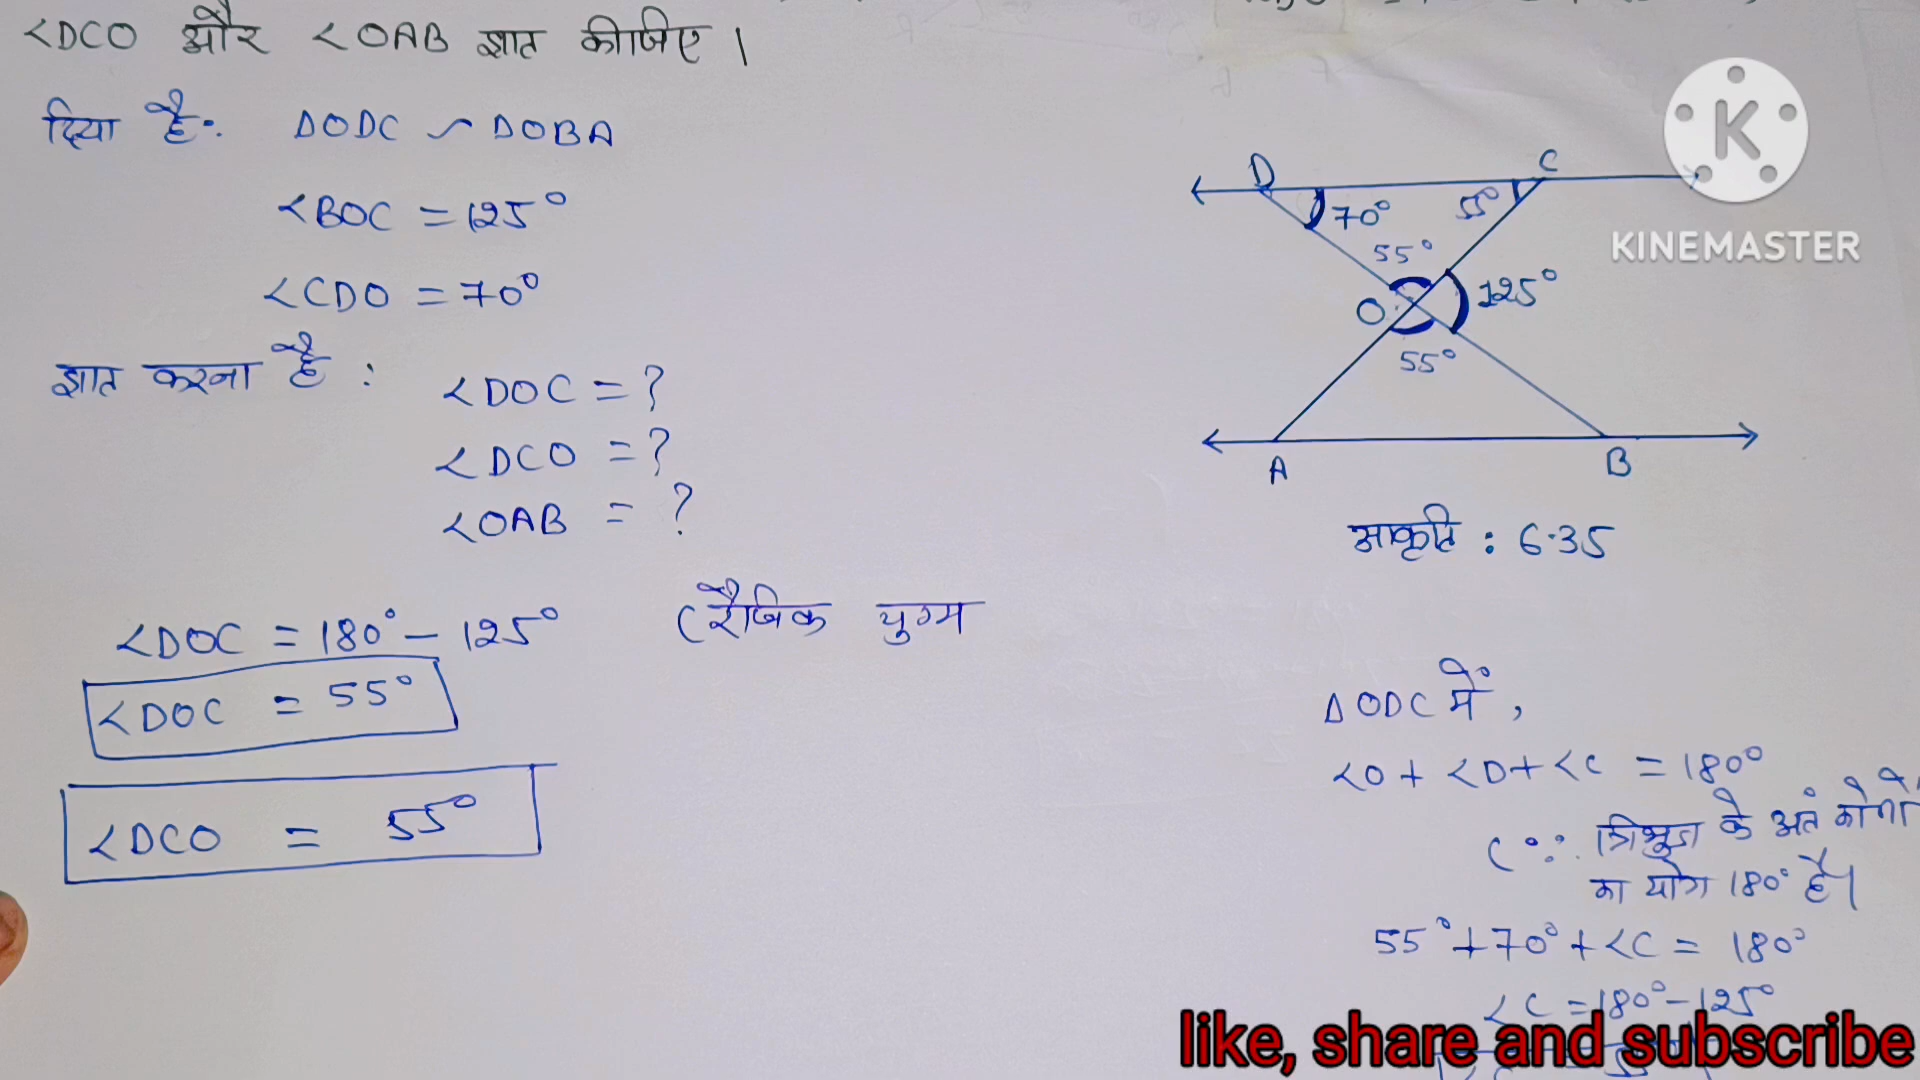 ∠DCO और ∠OAB ज्ञात कीजिए।
दिया है:. ΔODC ~ ΔOBA
∠BOC = 125°
∠CDO = 70°
ज्ञात करना है :
∠DOC = ?
∠DCO = ?
∠OAB = ?
D C
70° 55°
55°
O 125°
55°
A B
आकृति : 6.35
K
KINEMASTER
∠DOC = 180° - 125° (रैखिक युग्म
∠DOC = 55°
∠DCO = 55°
ΔODC में,
∠O + ∠D + ∠C = 180°
(∵ त्रिभुज के अंत कोणों
का योग 180° है।
55° + 70° + ∠C = 180°
∠C = 180° - 125°
like, share and subscribe